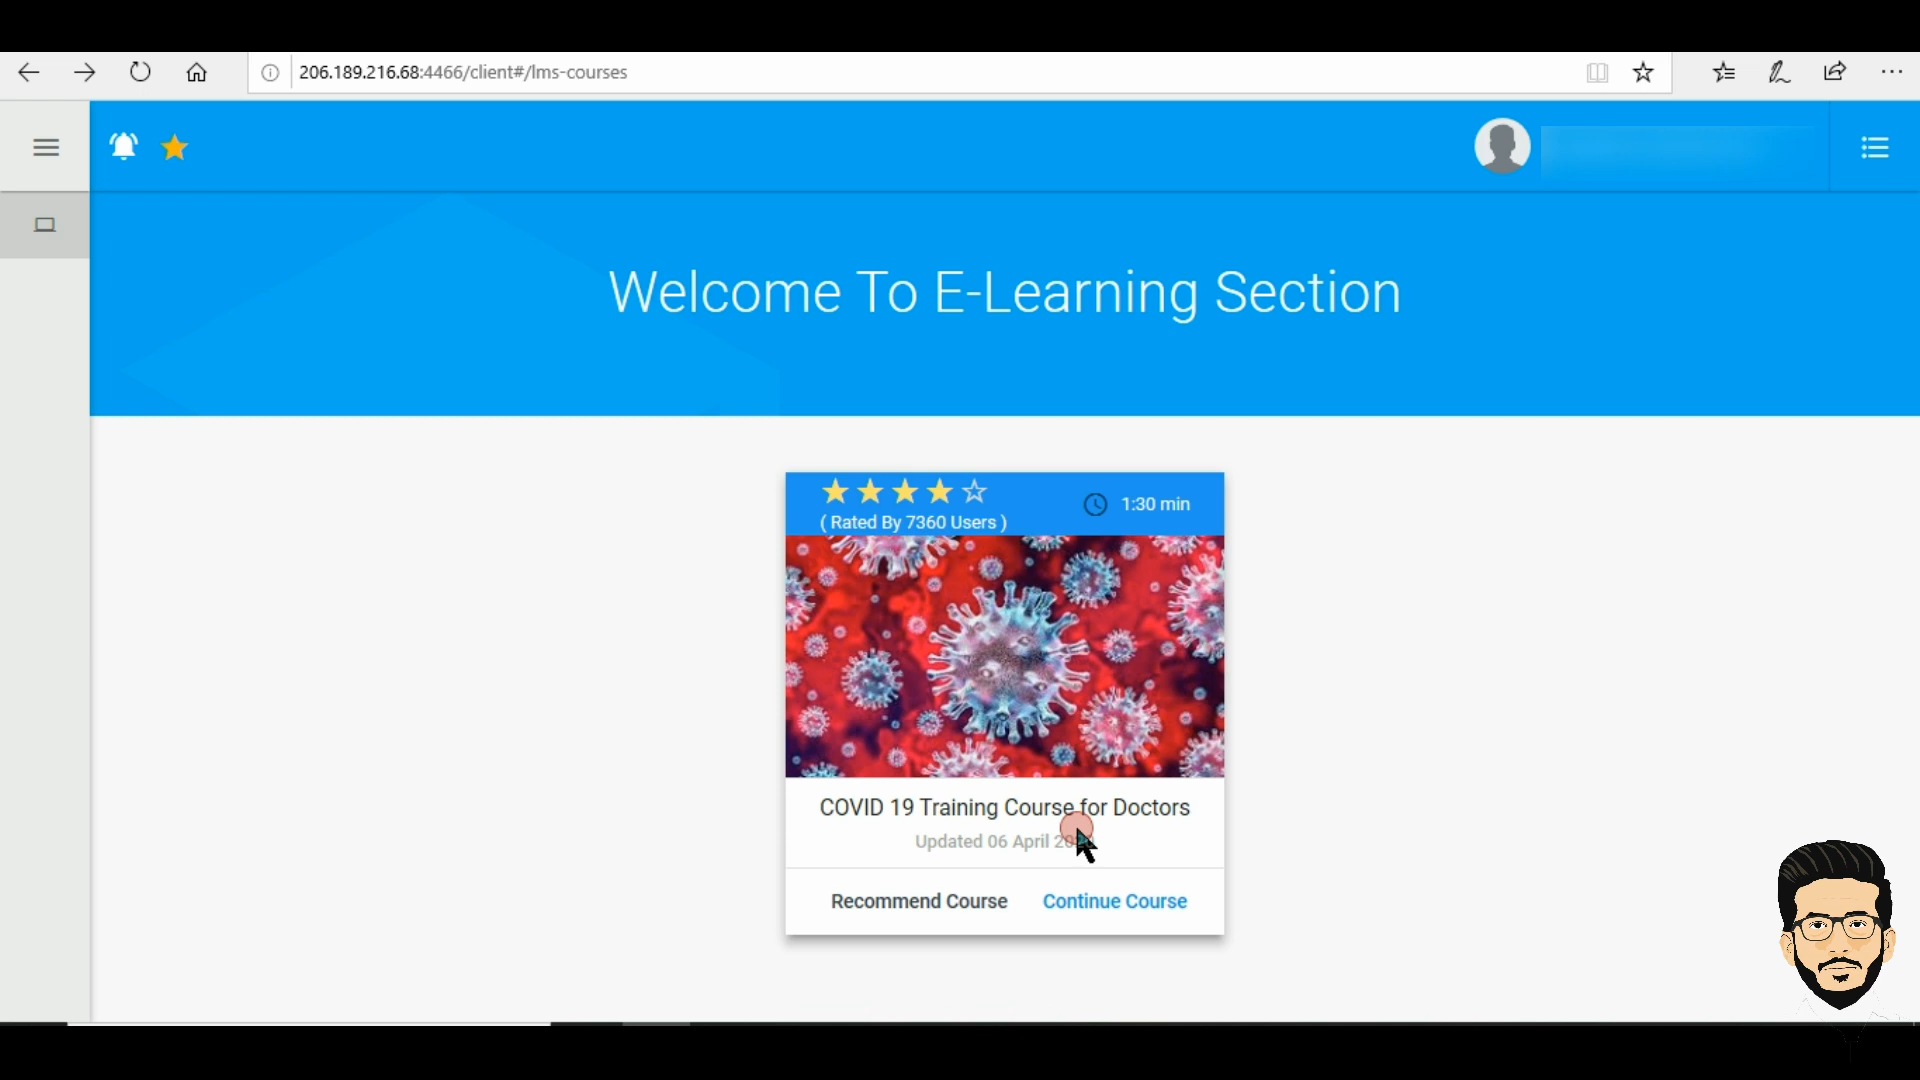 206.189.216.68:4466/client#/lms-courses
Welcome To E-Learning Section
1:30 min
( Rated By 7360 Users )
COVID 19 Training Course for Doctors
Updated 06 April
Recommend Course
Continue Course